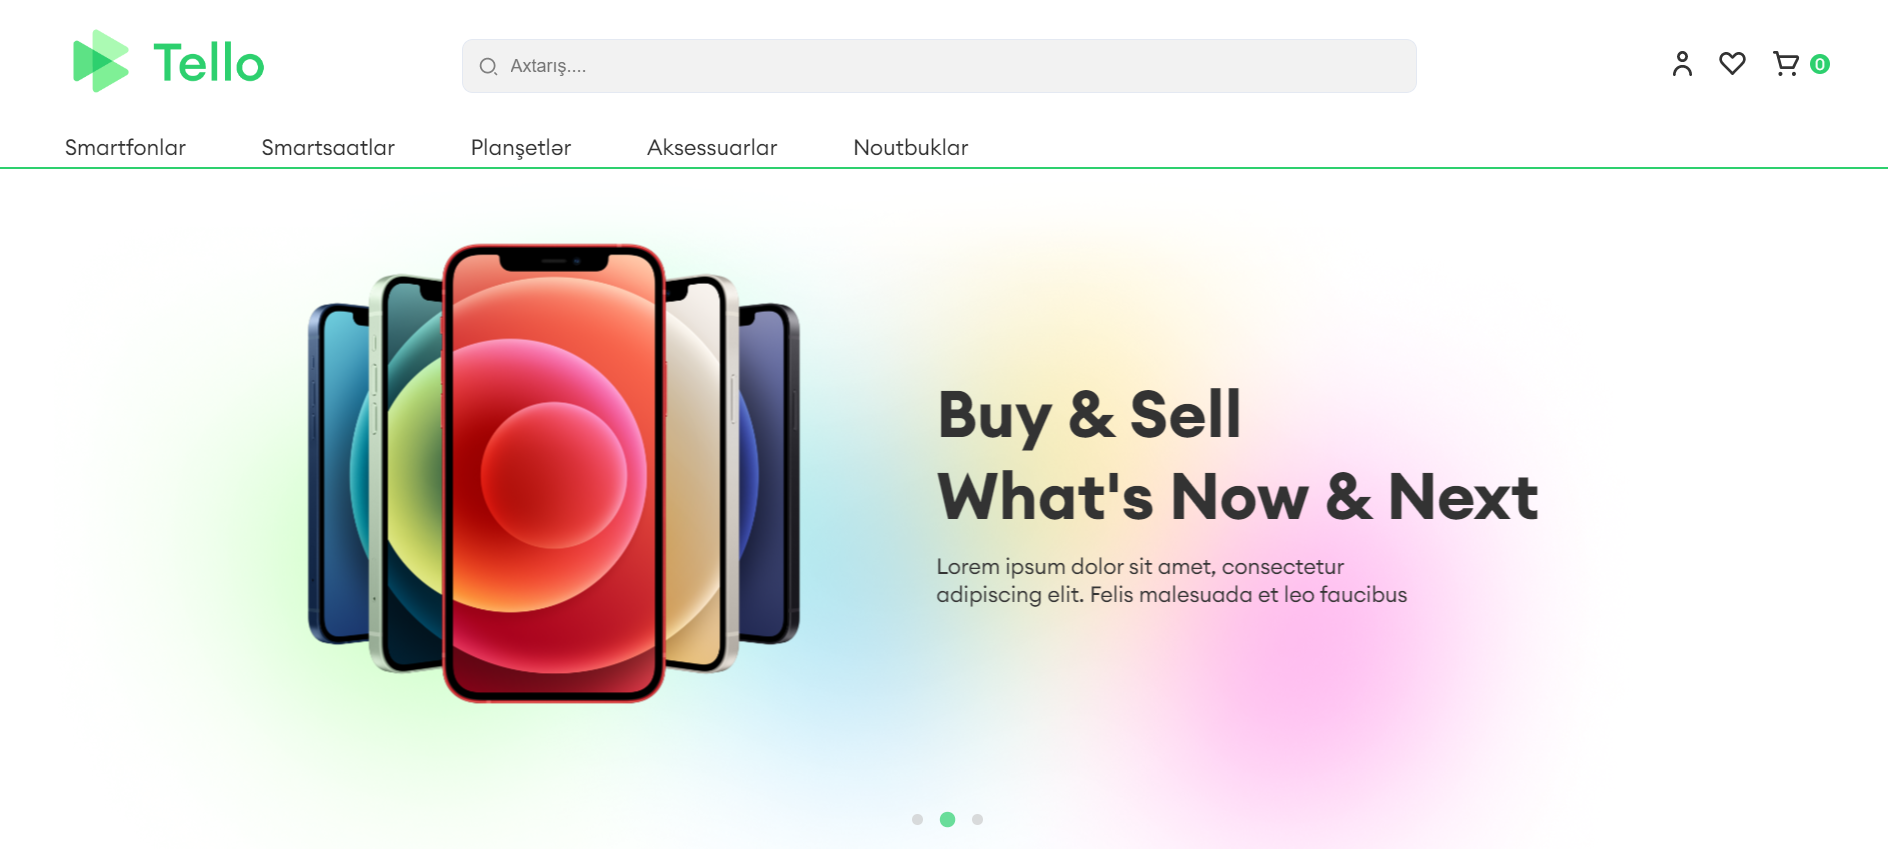 Tello
Axtarış....
0
Smartfonlar Smartsaatlar Planşetlər Aksessuarlar Noutbuklar
Buy & Sell
What's Now & Next
Lorem ipsum dolor sit amet, consectetur
adipiscing elit. Felis malesuada et leo faucibus